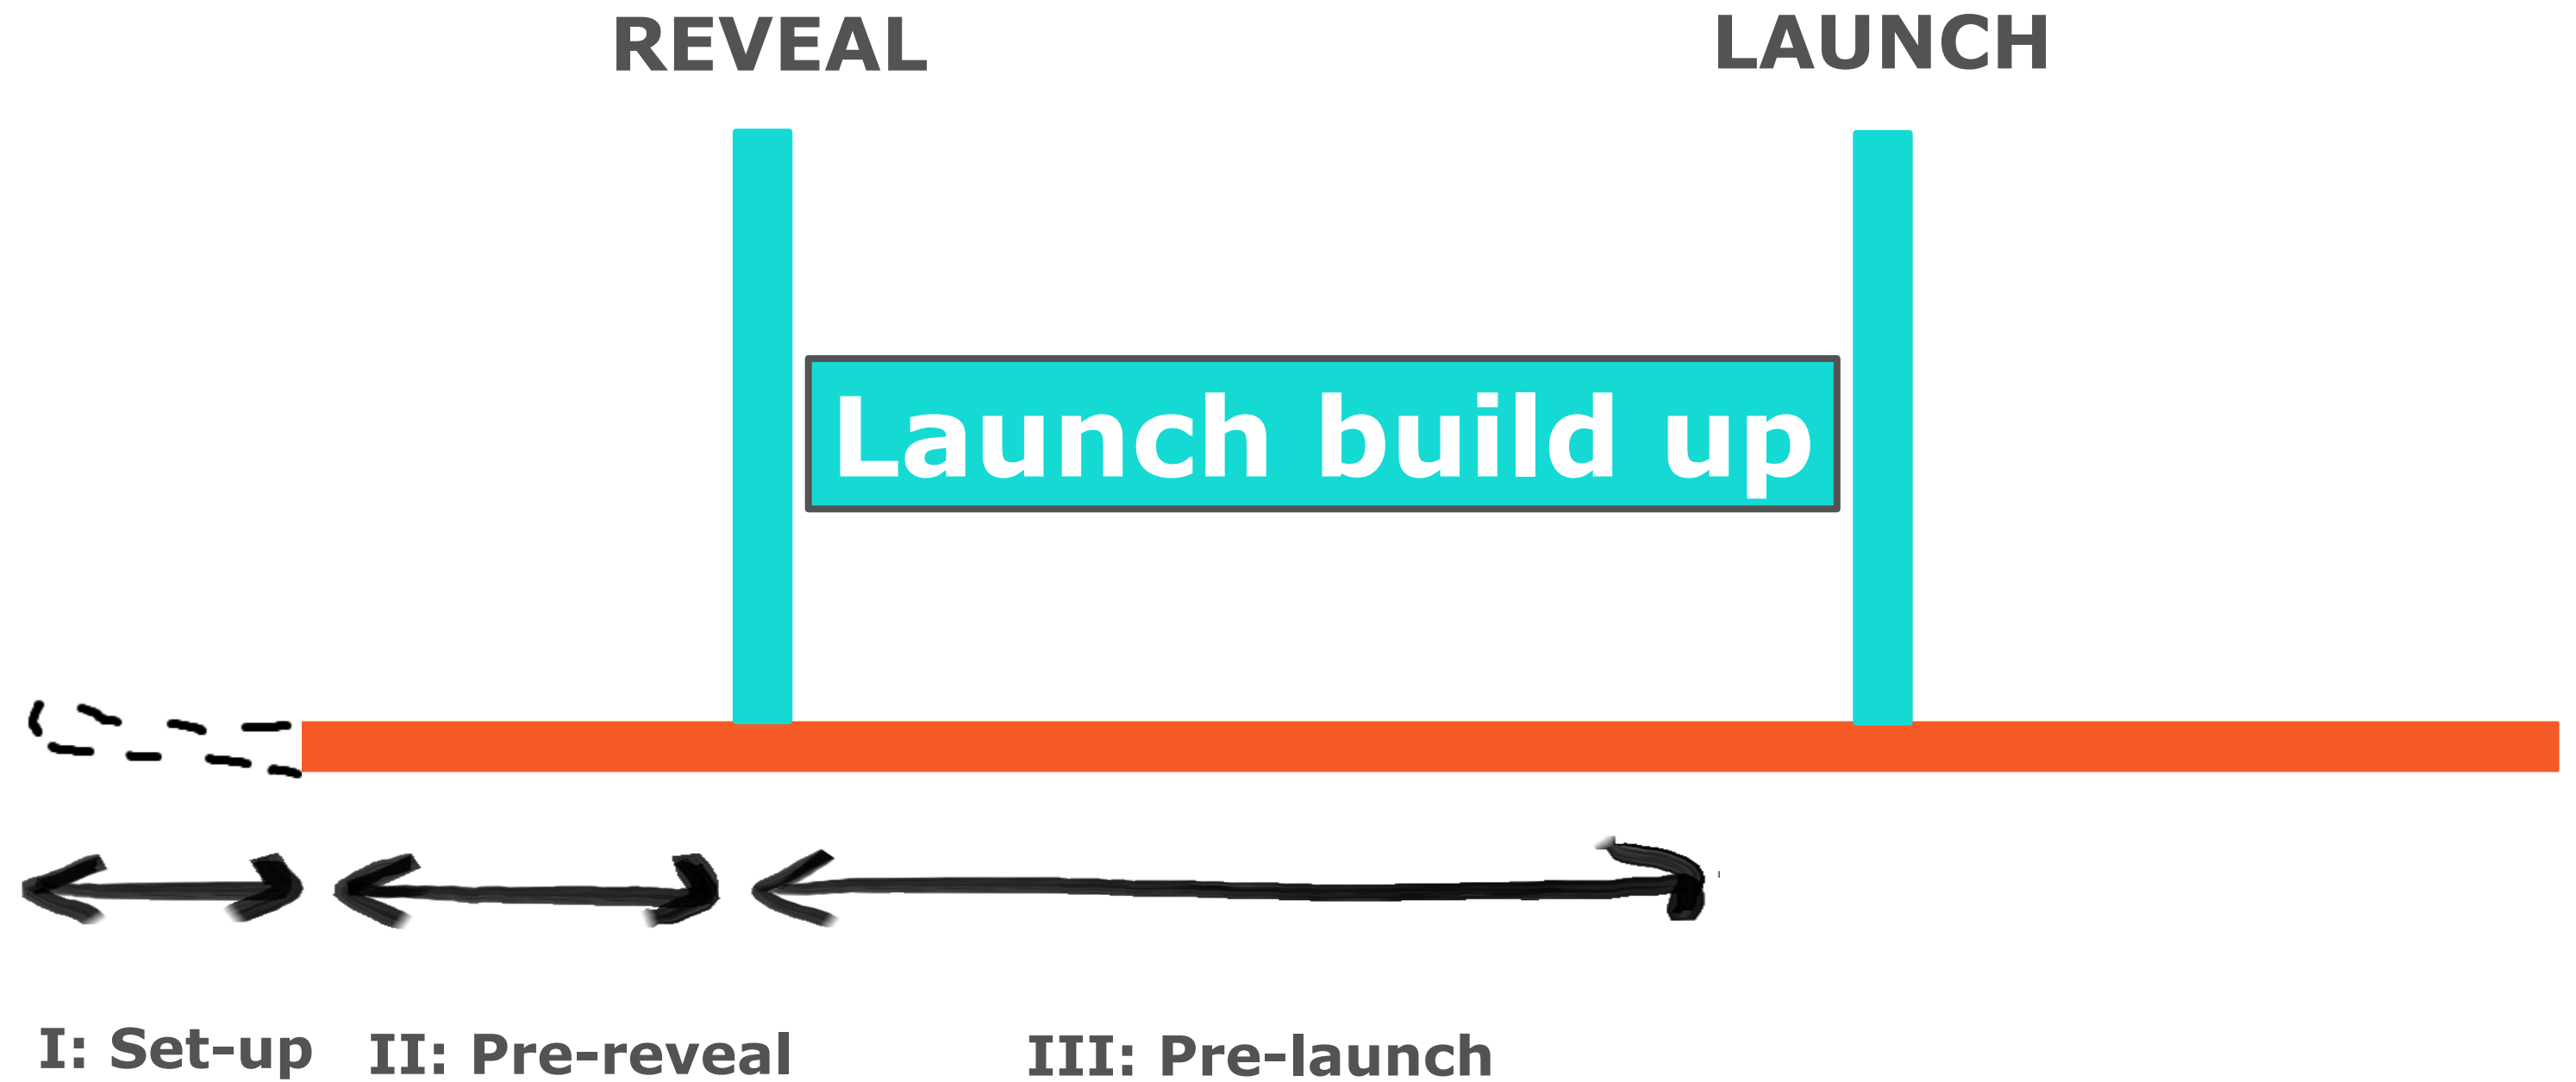 REVEAL
LAUNCH
Launch build up
I: Set-up
II: Pre-reveal
III: Pre-launch